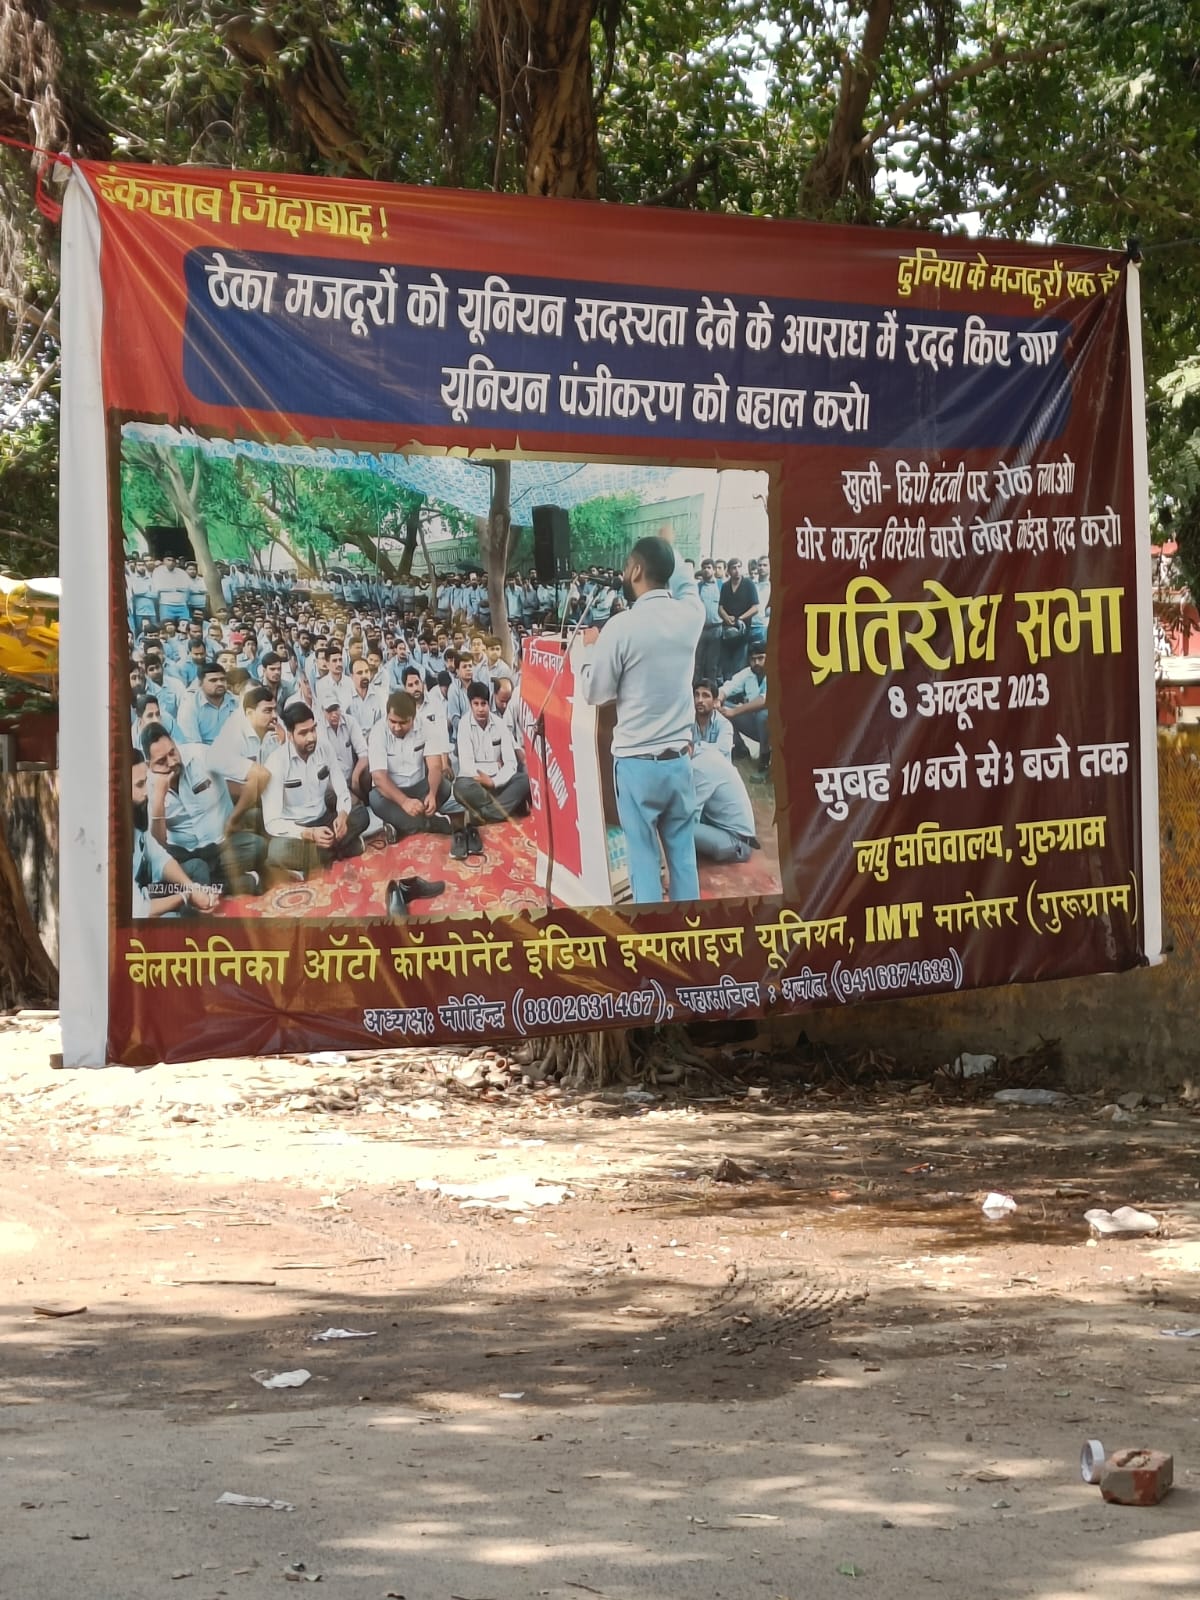 इंकलाब जिंदाबाद!
दुनिया के मजदूरों एक हो
ठेका मजदूरों को यूनियन सदस्यता देने के अपराध में रद्द किए गए
यूनियन पंजीकरण को बहाल करो।
खुली-छिपी छंटनी पर रोक लगाओ।
घोर मजदूर विरोधी चारों लेबर कोड्स रद्द करो।
प्रतिरोध सभा
8 अक्टूबर 2023
सुबह 10 बजे से 3 बजे तक
लघु सचिवालय, गुरुग्राम
जिन्दाबाद
UNION
बेलसोनिका ऑटो कॉम्पोनेंट इंडिया इम्पलॉइज यूनियन, IMT मानेसर (गुरूग्राम)
अध्यक्ष: मोहिन्द्र (8802631467), महासचिव : अजीत (9416874633)